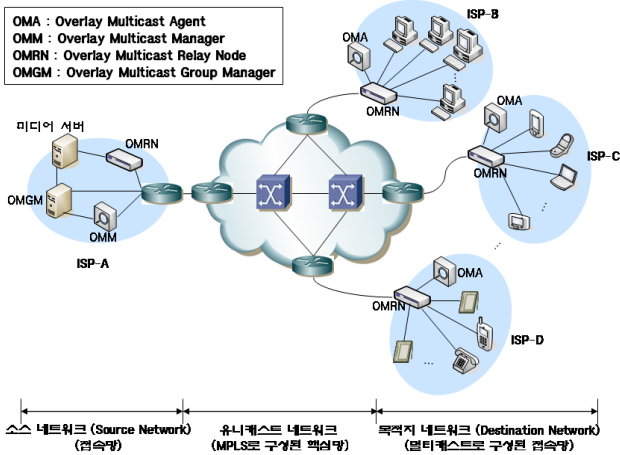 OMA : Overlay Multicast Agent
OMM : Overlay Multicast Manager
OMRN : Overlay Multicast Relay Node
OMGM : Overlay Multicast Group Manager
ISP-B
OMA
OMRN
미디어 서버
OMRN
OMGM
OMM
ISP-A
OMA
OMRN
ISP-C
OMA
OMRN
ISP-D
소스 네트워크 (Source Network)
(접속망)
유니캐스트 네트워크
(MPLS로 구성된 핵심망)
목적지 네트워크 (Destination Network)
(멀티캐스트로 구성된 접속망)